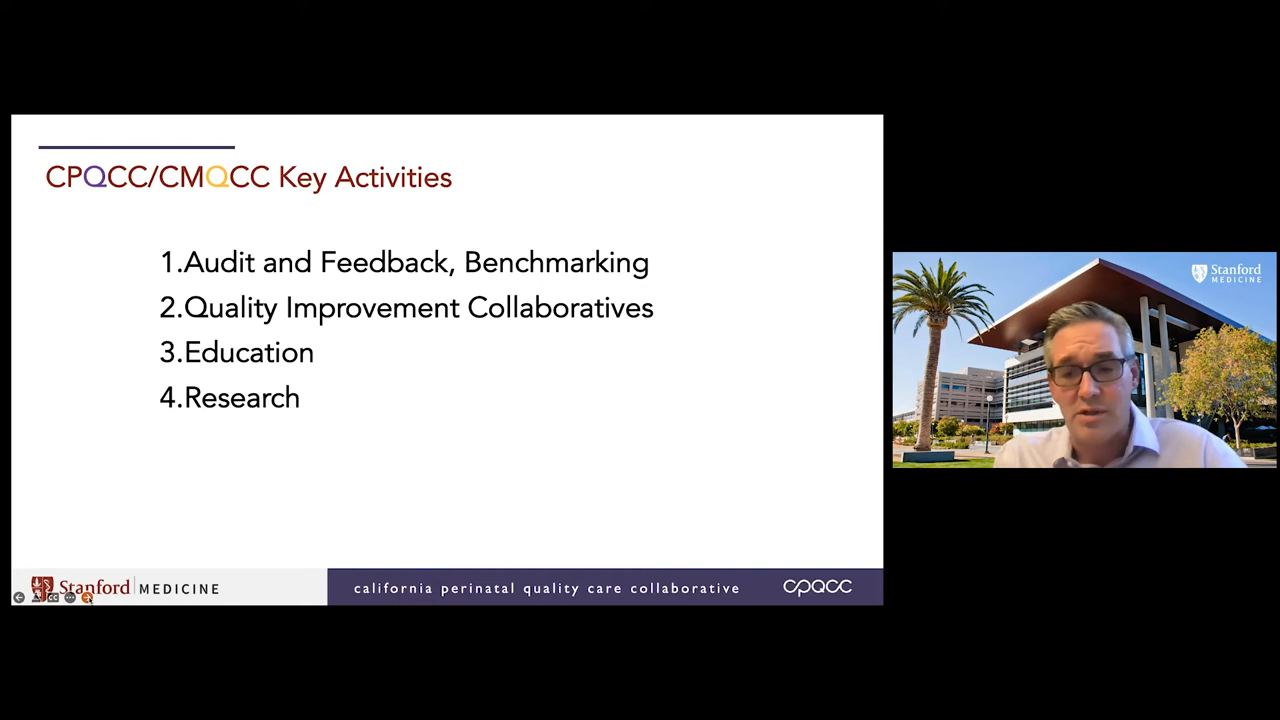 CPQCC/CMQCC Key Activities
1.Audit and Feedback, Benchmarking
2.Quality Improvement Collaboratives
3.Education
4.Research
Stanford MEDICINE
california perinatal quality care collaborative
cpqcc
Stanford
MEDICINE